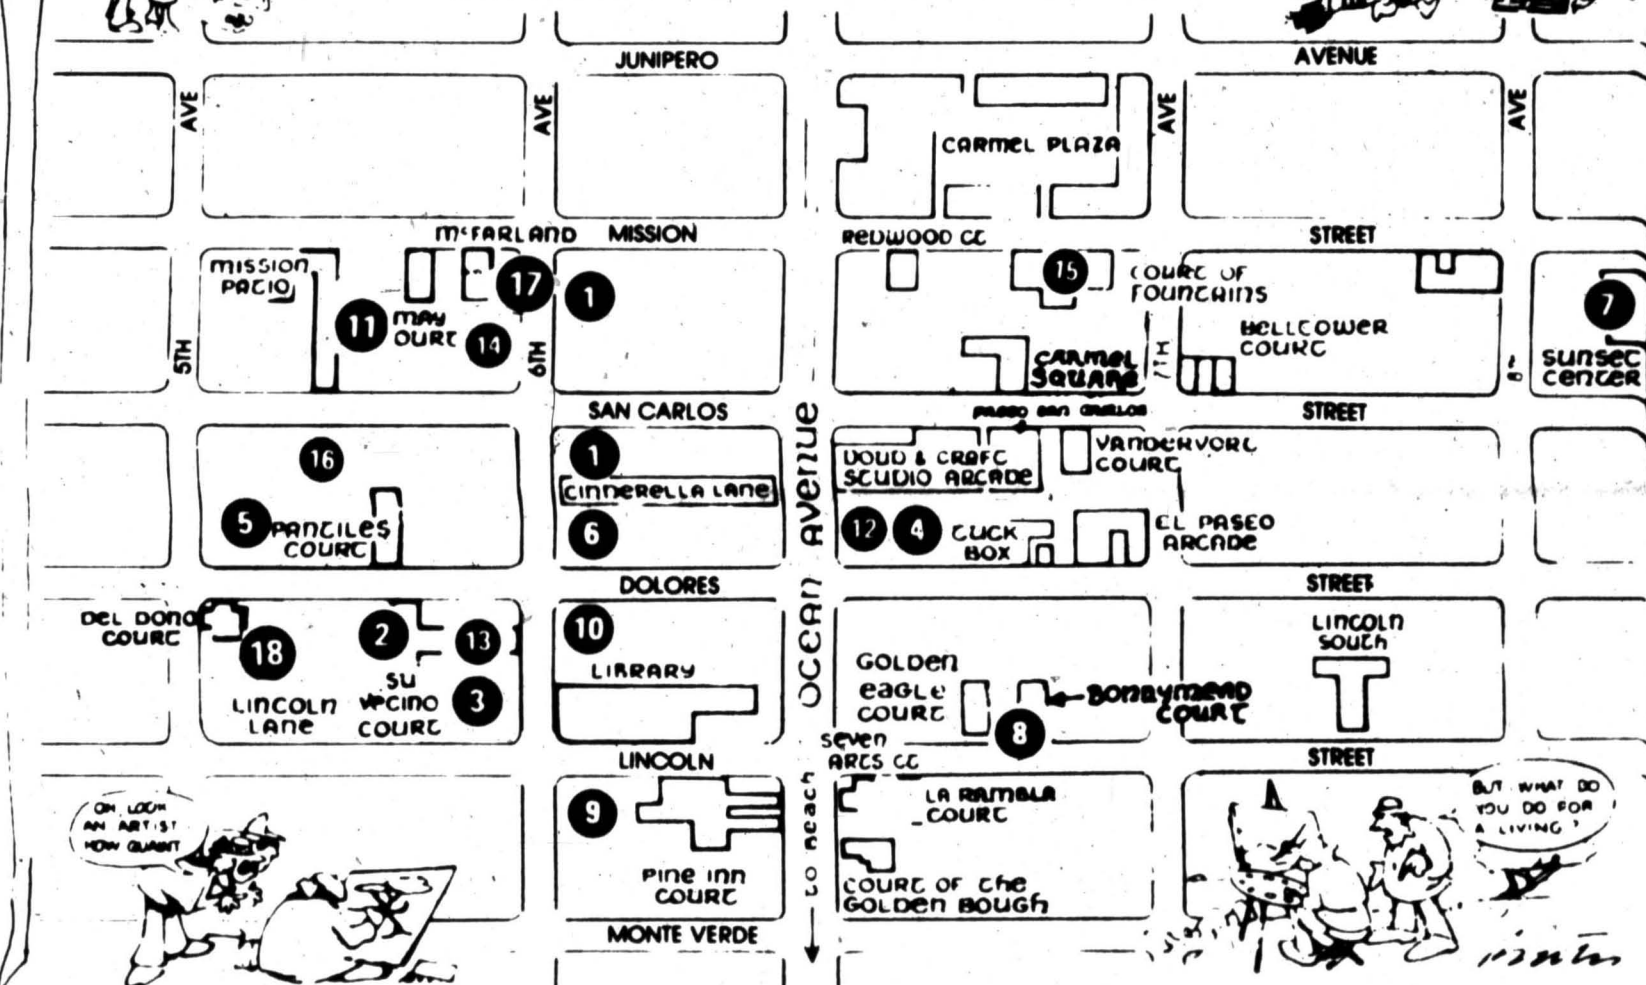 JUNIPERO
AVENUE
AVE
AVE
AVE
AVE
CARMEL PLAZA
McFARLAND
MISSION
REDWOOD CT
STREET
MISSION
PATIO
17
1
15
COURT OF
FOUNTAINS
7
11
MAY
OURT
14
BELLTOWER
COURT
5TH
6TH
CARMEL
SQUARE
7TH
SUNSET
CENTER
SAN CARLOS
PASEO SAN CARLOS
STREET
16
1
CINDERELLA LANE
DOUD & CRAFT
STUDIO ARCADE
VANDERVORT
COURT
5
PANTILES
COURT
6
12
4
TUCK
BOX
EL PASEO
ARCADE
OCEAN AVENUE
DOLORES
STREET
DEL DONO
COURT
18
2
13
10
LIBRARY
LINCOLN
SOUTH
LINCOLN
LANE
SU
VECINO
COURT
3
GOLDEN
EAGLE
COURT
BONNYMEAD
COURT
8
SEVEN
ARTS CT
LINCOLN
STREET
OH, LOOK
AN ARTIST
HOW QUAINT
9
PINE INN
COURT
TO BEACH
LA RAMBLA
COURT
COURT OF THE
GOLDEN BOUGH
BUT WHAT DO
YOU DO FOR
A LIVING?
MONTE VERDE